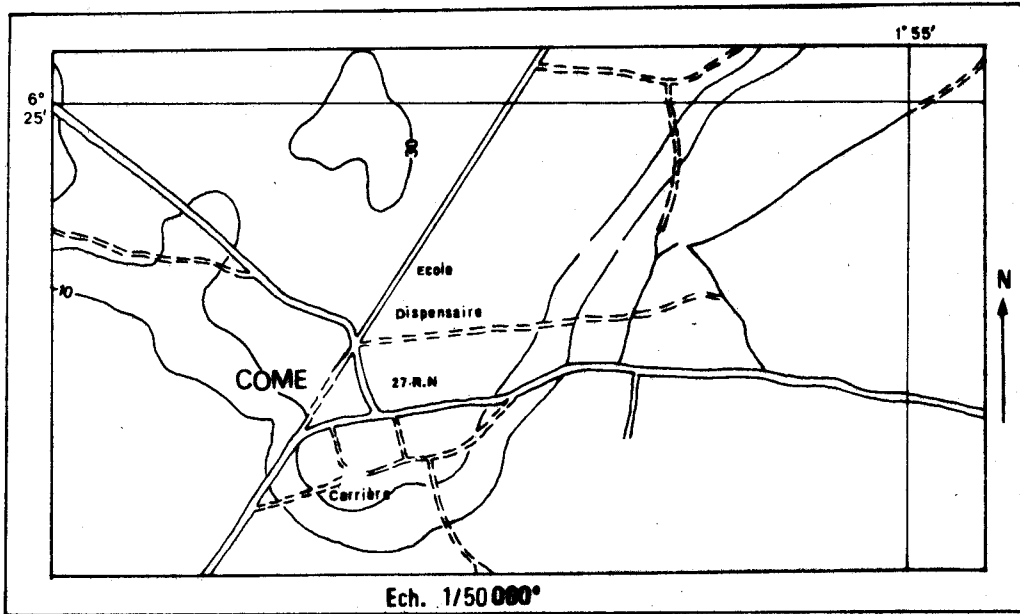 1° 55'
6°
25'
30
Ecole
10
Dispensaire
N
COME
27.R.N
Carrière
Ech. 1/50 000°